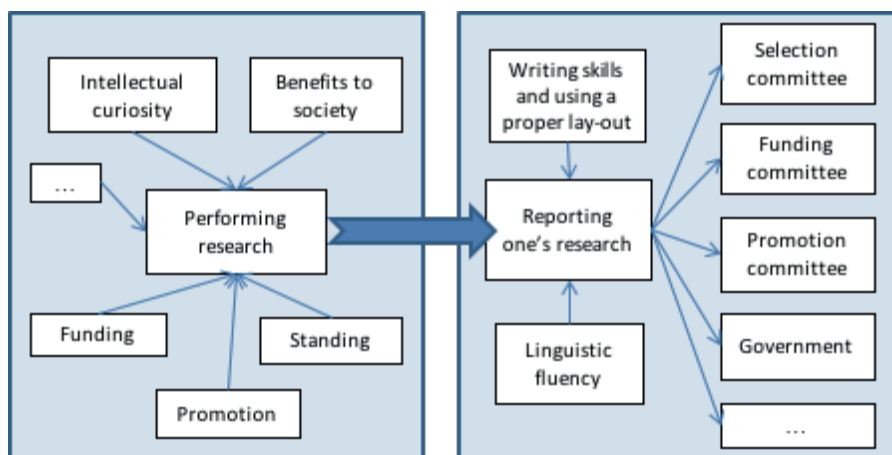 Intellectual
curiosity
Benefits to
society
...
Performing
research
Funding
Standing
Promotion
Writing skills
and using a
proper lay-out
Reporting
one's research
Linguistic
fluency
Selection
committee
Funding
committee
Promotion
committee
Government
...